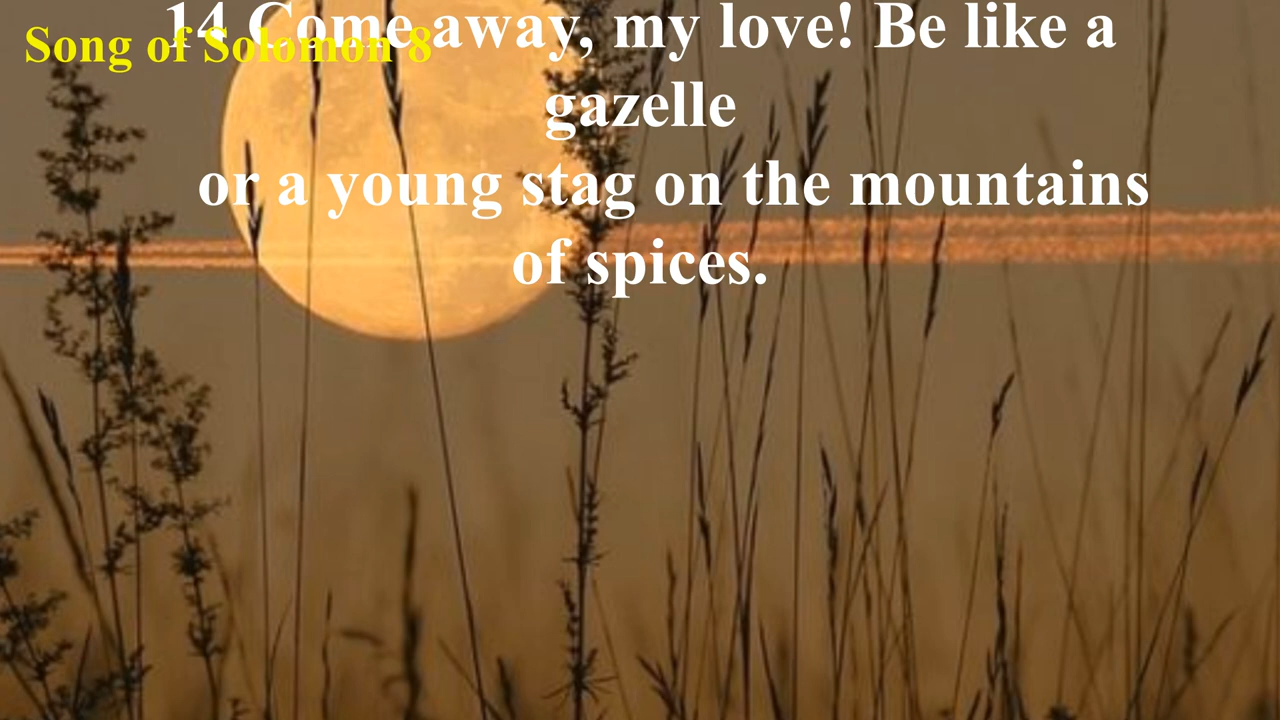 Song of Solomon 8
14 Come away, my love! Be like a
gazelle
or a young stag on the mountains
of spices.